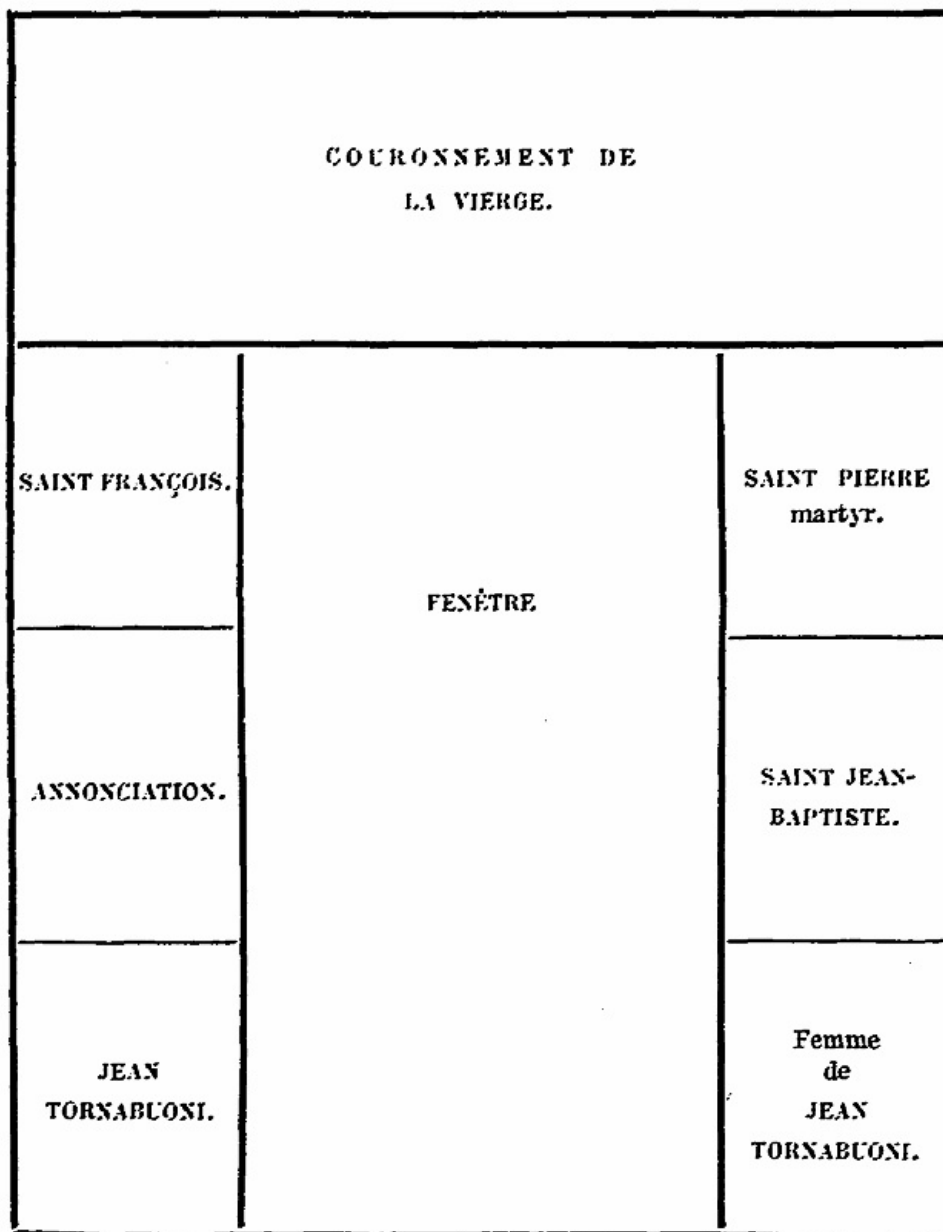 COURONNEMENT DE
LA VIERGE.
SAINT FRANÇOIS.
SAINT PIERRE
martyr.
FENÊTRE
ANNONCIATION.
SAINT JEAN-
BAPTISTE.
JEAN
TORNABUONI.
Femme
de
JEAN
TORNABUONI.